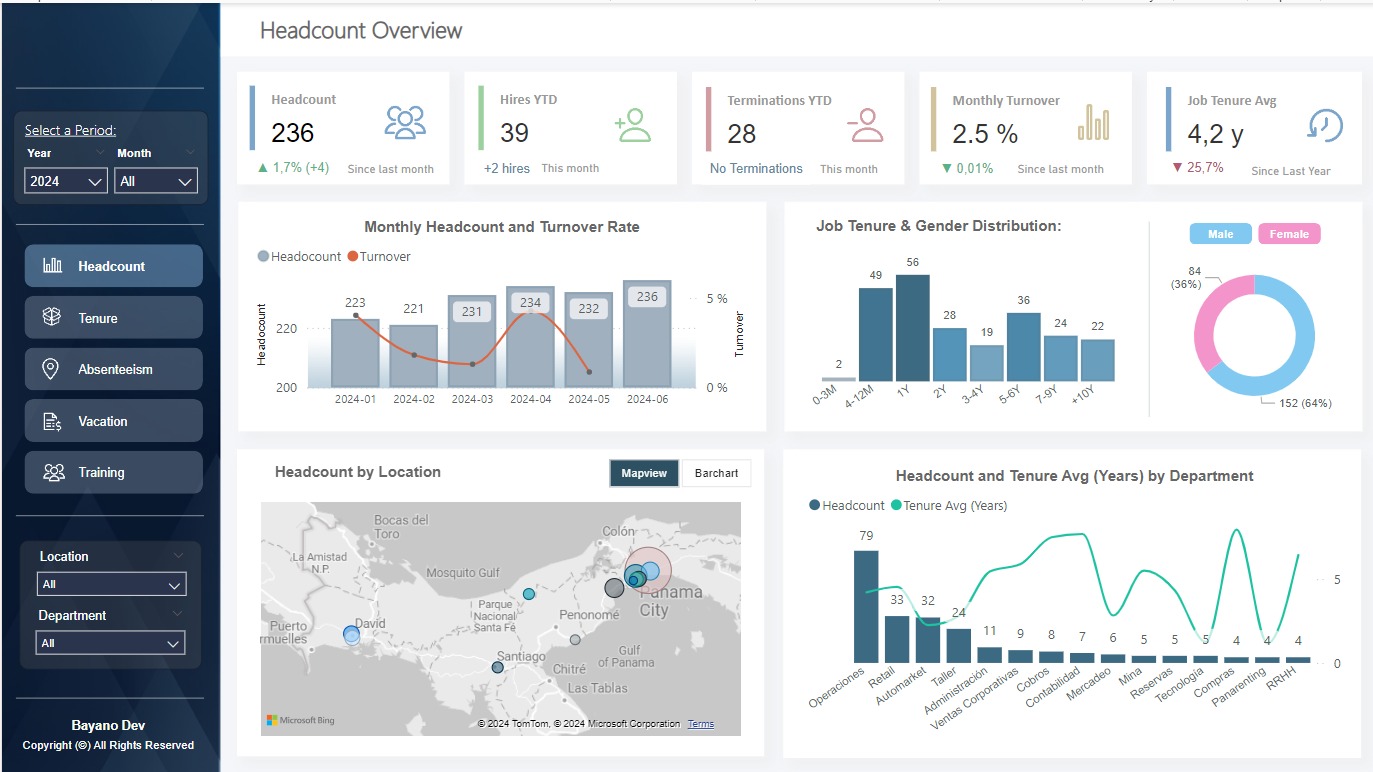 Headcount Overview
Select a Period:
Year Month
2024 All
Headcount
Tenure
Absenteeism
Vacation
Training
Location
All
Department
All
Bayano Dev
Copyright (©) All Rights Reserved
Headcount
236
▲ 1,7% (+4) Since last month
Hires YTD
39
+2 hires This month
Terminations YTD
28
No Terminations This month
Monthly Turnover
2.5 %
▼ 0,01% Since last month
Job Tenure Avg
4,2 y
▼ 25,7% Since Last Year
Monthly Headcount and Turnover Rate
Headocount Turnover
Headocount
220
200
223 221 231 234 232 236
2024-01 2024-02 2024-03 2024-04 2024-05 2024-06
5 %
0 %
Turnover
Job Tenure & Gender Distribution:
2 49 56 28 19 36 24 22
0-3M 4-12M 1Y 2Y 3-4Y 5-6Y 7-9Y +10Y
Male Female
84
(36%)
152 (64%)
Headcount by Location
Mapview Barchart
Bocas del
Toro
La Amistad
N.P.
Mosquito Gulf
Colón
Panama
City
Parque
Nacional
Santa Fe
Penonomé
Puerto
rmuelles
David
Santiago
Chitré
Gulf
of Panama
Las Tablas
Microsoft Bing
© 2024 TomTom, © 2024 Microsoft Corporation Terms
Headcount and Tenure Avg (Years) by Department
Headcount Tenure Avg (Years)
79 33 32 24 11 9 8 7 6 5 5 5 4 4 4
5
0
Operaciones Retail Automarket Taller Administración Ventas Corporativas Cobros Contabilidad Mercadeo Mina Reservas Tecnología Compras Panarenting RRHH